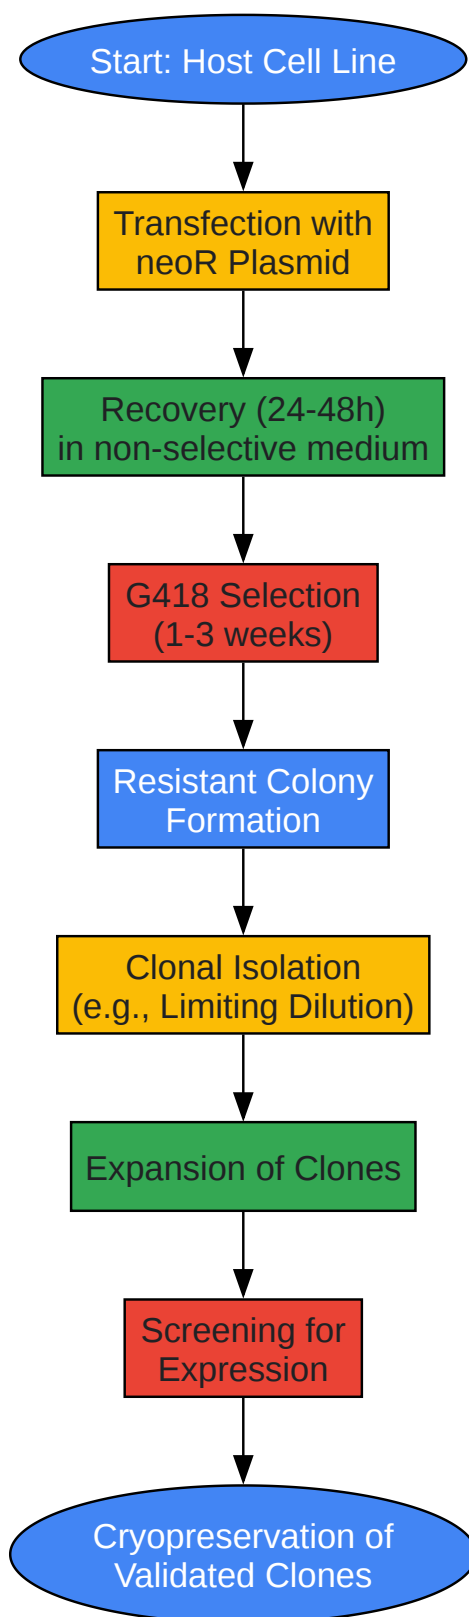 Start: Host Cell Line
Transfection with
neoR Plasmid
Recovery (24-48h)
in non-selective medium
G418 Selection
(1-3 weeks)
Resistant Colony
Formation
Clonal Isolation
(e.g., Limiting Dilution)
Expansion of Clones
Screening for
Expression
Cryopreservation of
Validated Clones